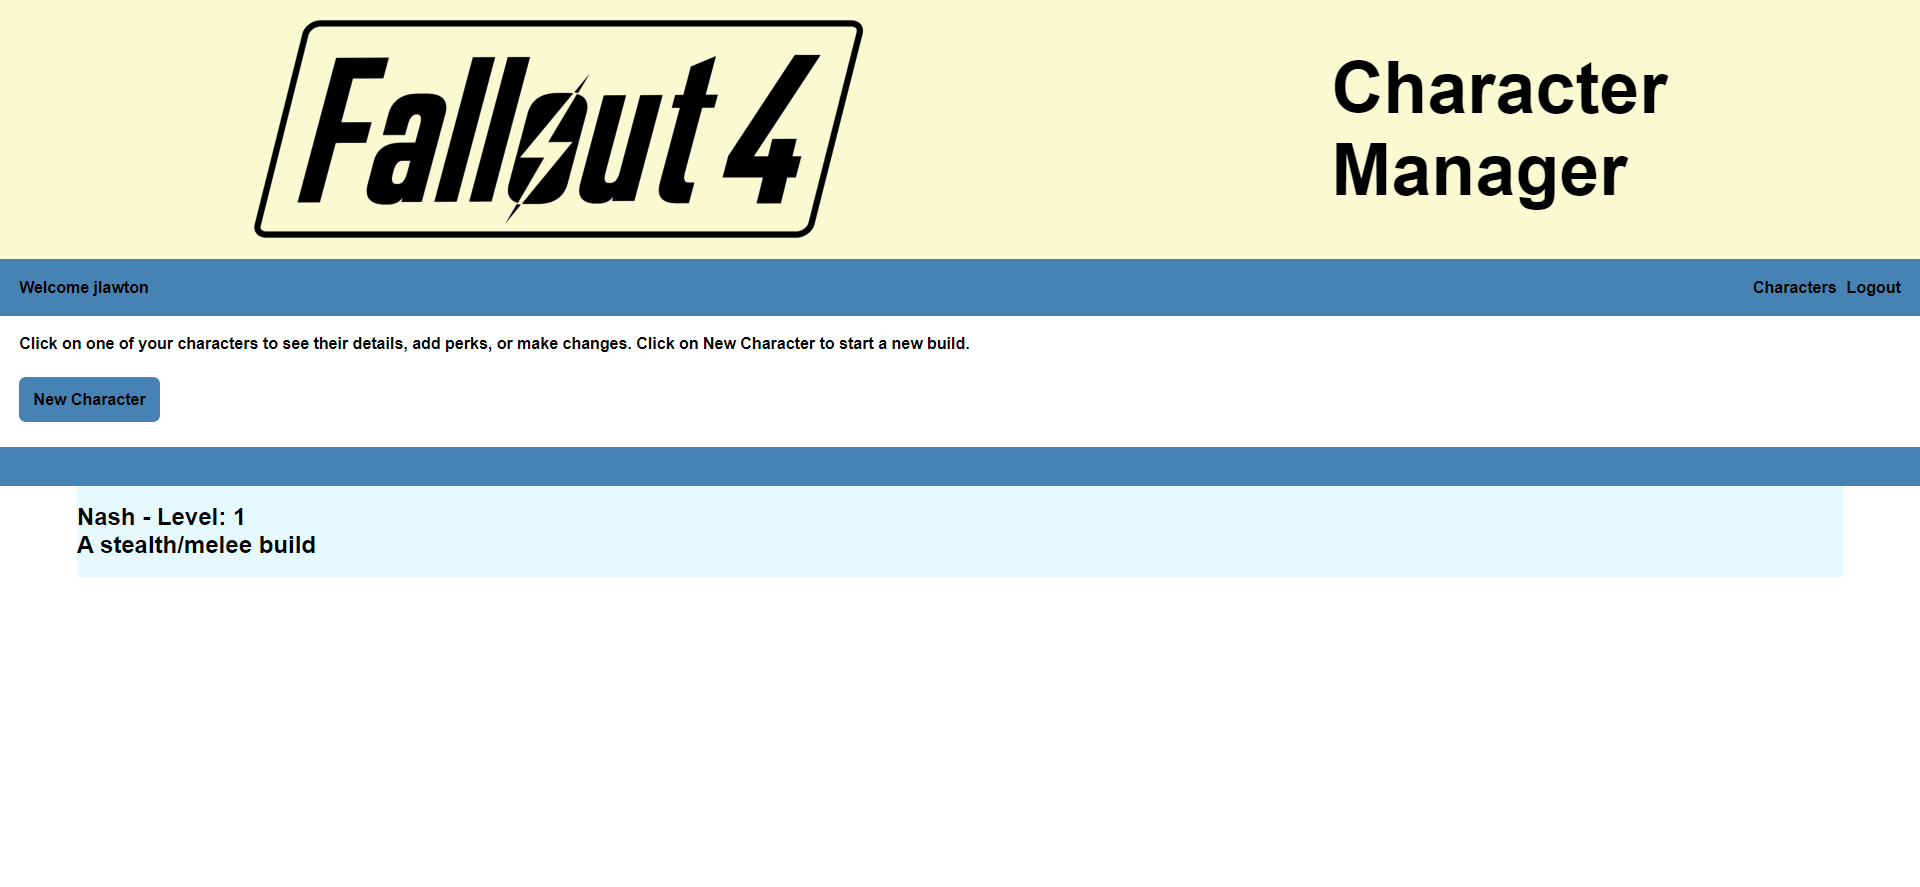 Fallout 4
Character
Manager
Welcome jlawton
Characters Logout
Click on one of your characters to see their details, add perks, or make changes. Click on New Character to start a new build.
New Character
Nash - Level: 1
A stealth/melee build